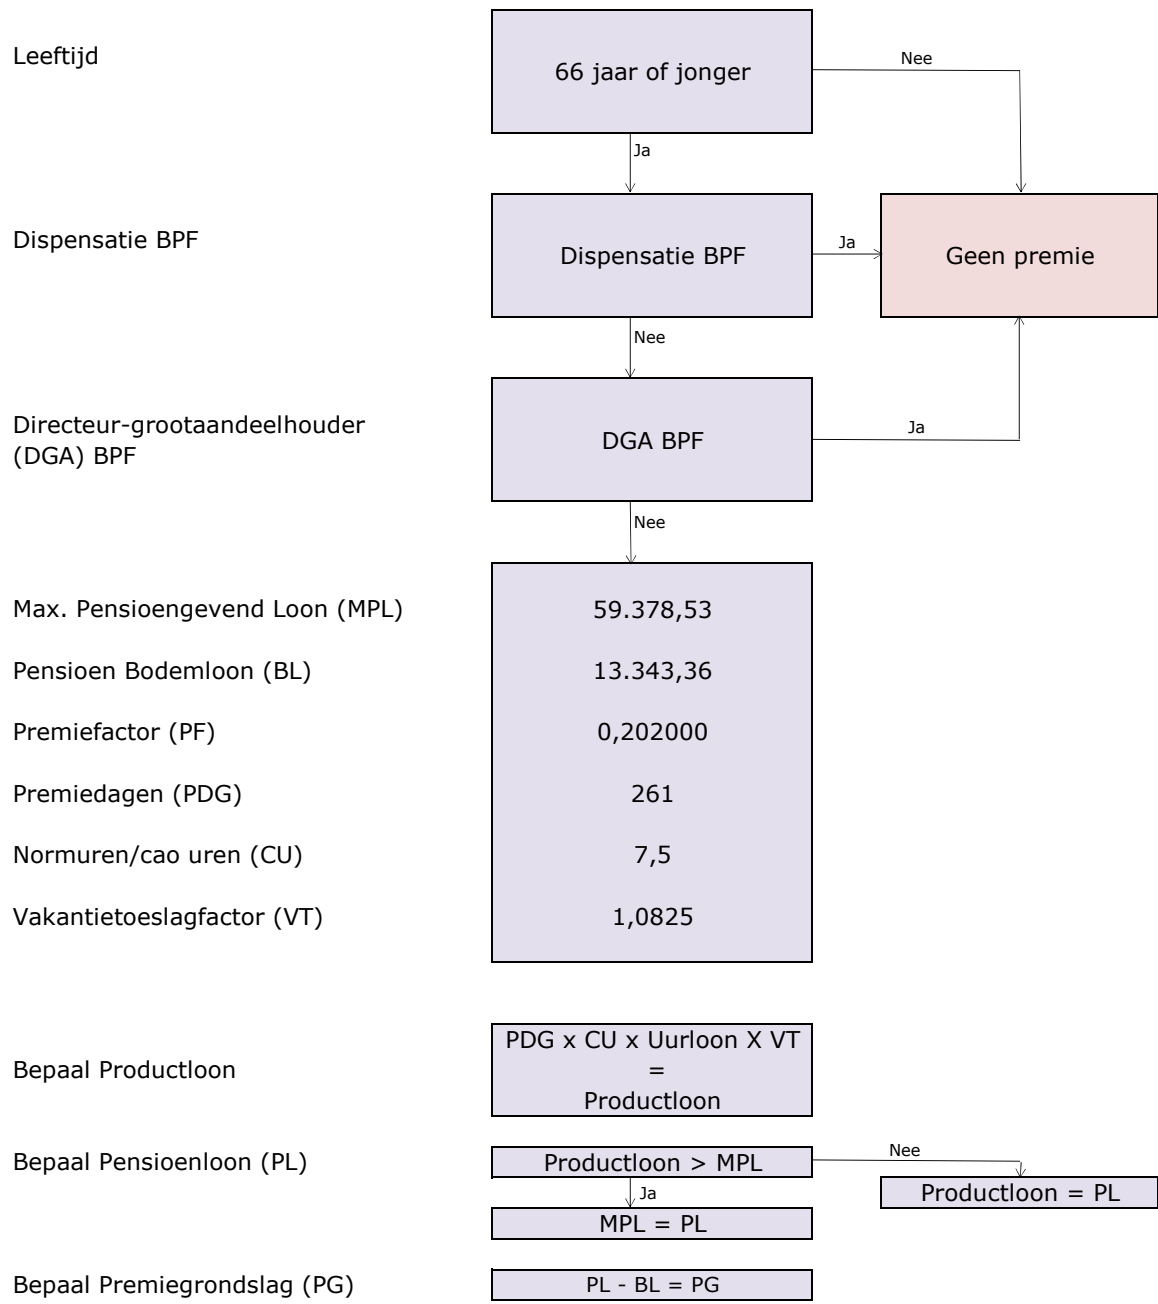 Leeftijd
66 jaar of jonger
Nee
Ja
Dispensatie BPF
Dispensatie BPF
Ja
Geen premie
Nee
Directeur-grootaandeelhouder
(DGA) BPF
DGA BPF
Ja
Nee
Max. Pensioengevend Loon (MPL)
59.378,53
Pensioen Bodemloon (BL)
13.343,36
Premiefactor (PF)
0,202000
Premiedagen (PDG)
261
Normuren/cao uren (CU)
7,5
Vakantietoeslagfactor (VT)
1,0825
Bepaal Productloon
PDG x CU x Uurloon X VT
=
Productloon
Bepaal Pensioenloon (PL)
Productloon > MPL
Nee
Productloon = PL
Ja
MPL = PL
Bepaal Premiegrondslag (PG)
PL - BL = PG